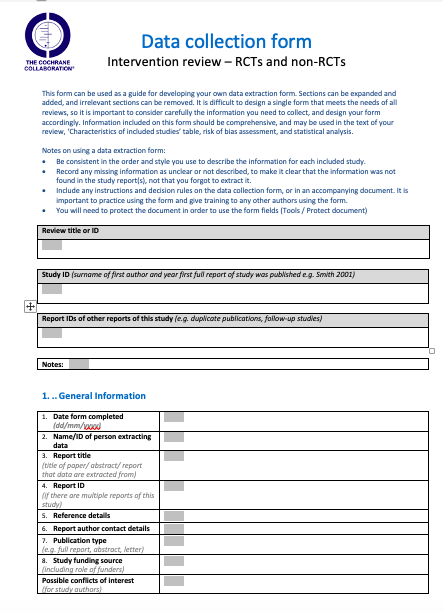 THE COCHRANE
COLLABORATION®
Data collection form
Intervention review – RCTs and non-RCTs
This form can be used as a guide for developing your own data extraction form. Sections can be expanded and
added, and irrelevant sections can be removed. It is difficult to design a single form that meets the needs of all
reviews, so it is important to consider carefully the information you need to collect, and design your form
accordingly. Information included on this form should be comprehensive, and may be used in the text of your
review, ‘Characteristics of included studies’ table, risk of bias assessment, and statistical analysis.
Notes on using a data extraction form:
• Be consistent in the order and style you use to describe the information for each included study.
• Record any missing information as unclear or not described, to make it clear that the information was not
found in the study report(s), not that you forgot to extract it.
• Include any instructions and decision rules on the data collection form, or in an accompanying document. It is
important to practice using the form and give training to any other authors using the form.
• You will need to protect the document in order to use the form fields (Tools / Protect document)
Review title or ID
Study ID (surname of first author and year first full report of study was published e.g. Smith 2001)
Report IDs of other reports of this study (e.g. duplicate publications, follow-up studies)
Notes:
1. .. General Information
1. Date form completed
(dd/mm/yyyy)
2. Name/ID of person extracting
data
3. Report title
(title of paper/ abstract/ report
that data are extracted from)
4. Report ID
(if there are multiple reports of this
study)
5. Reference details
6. Report author contact details
7. Publication type
(e.g. full report, abstract, letter)
8. Study funding source
(including role of funders)
Possible conflicts of interest
(for study authors)